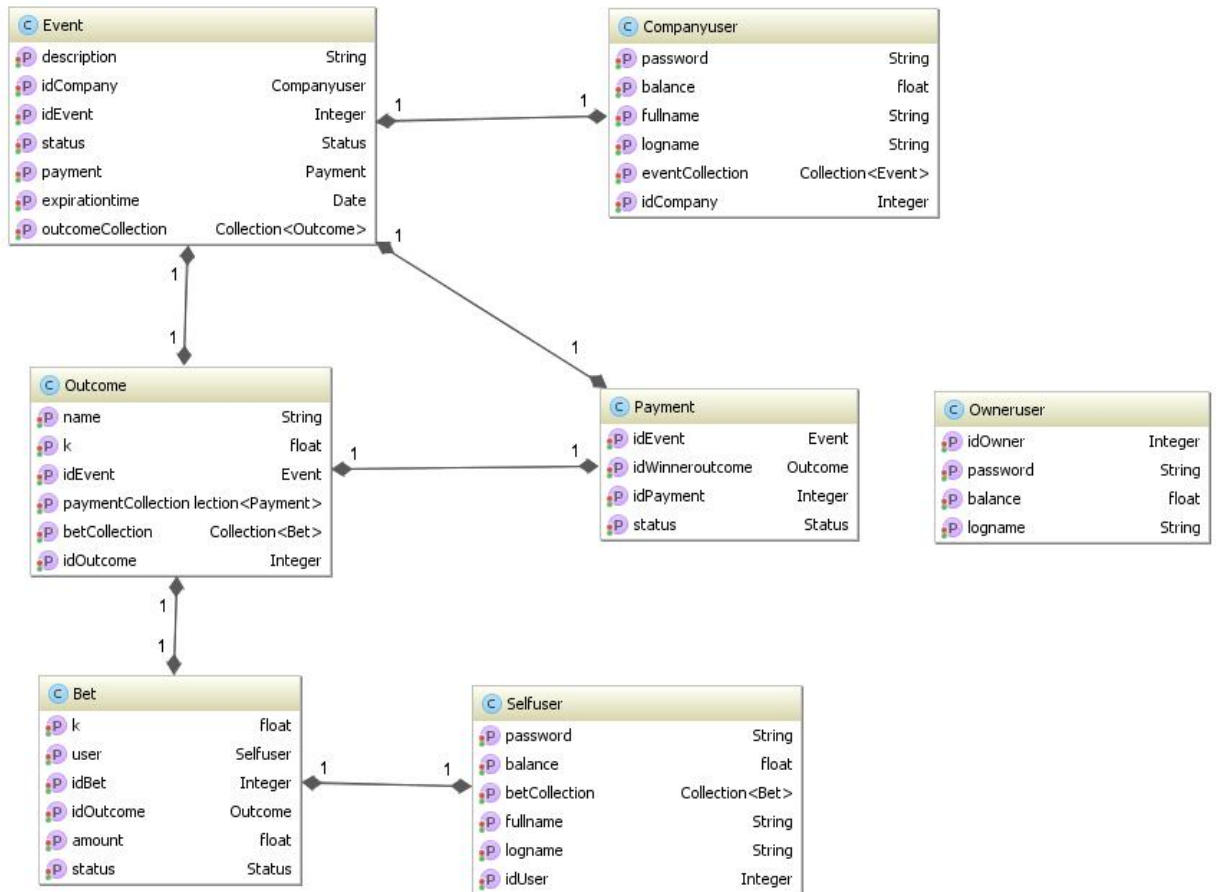 C Event
P description String
P idCompany Companyuser
P idEvent Integer
P status Status
P payment Payment
P expirationtime Date
P outcomeCollection Collection<Outcome>
1 1
C Companyuser
P password String
P balance float
P fullname String
P logname String
P eventCollection Collection<Event>
P idCompany Integer
1
1
1
1
C Outcome
P name String
P k float
P idEvent Event
P paymentCollection lection<Payment>
P betCollection Collection<Bet>
P idOutcome Integer
1 1
C Payment
P idEvent Event
P idWinneroutcome Outcome
P idPayment Integer
P status Status
C Owneruser
P idOwner Integer
P password String
P balance float
P logname String
1
1
C Bet
P k float
P user Selfuser
P idBet Integer
P idOutcome Outcome
P amount float
P status Status
1 1
C Selfuser
P password String
P balance float
P betCollection Collection<Bet>
P fullname String
P logname String
P idUser Integer